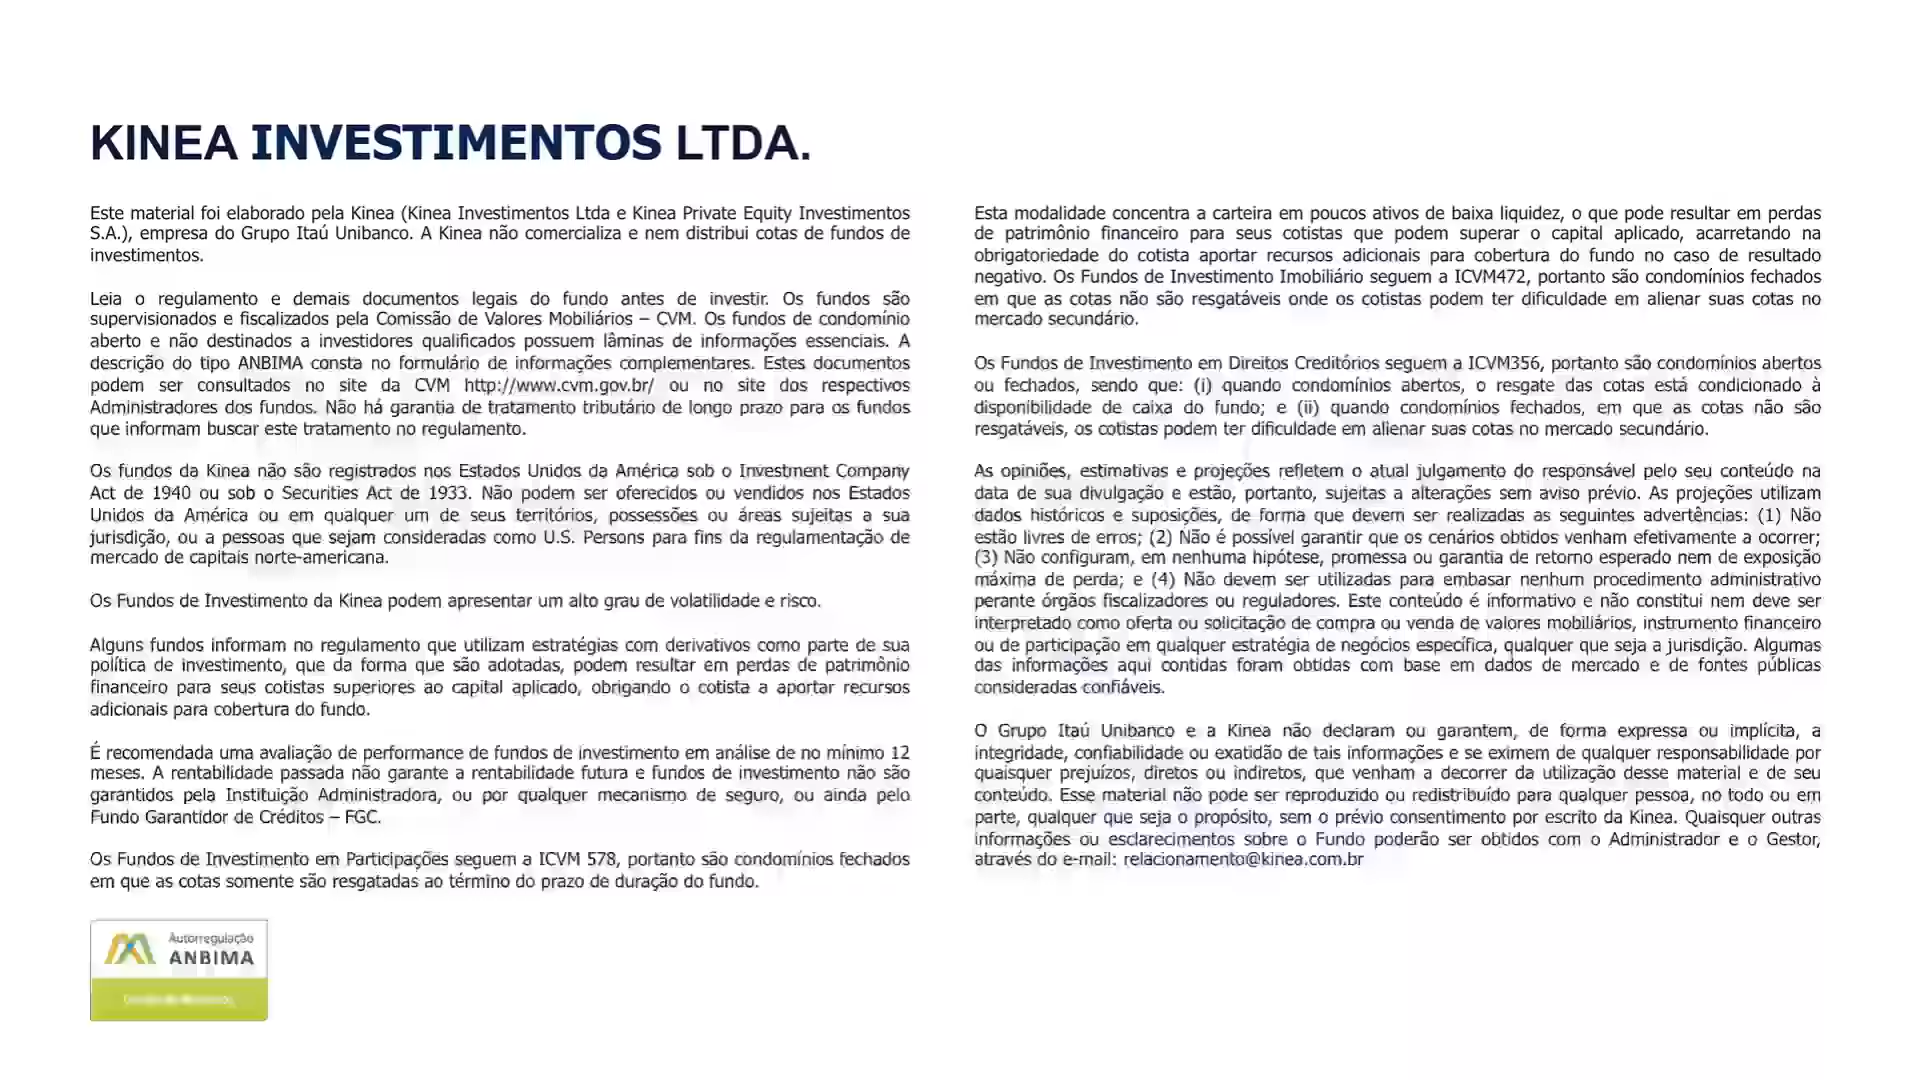 KINEA INVESTIMENTOS LTDA.
Este material foi elaborado pela Kinea (Kinea Investimentos Ltda e Kinea Private Equity Investimentos
S.A.), empresa do Grupo Itaú Unibanco. A Kinea não comercializa e nem distribui cotas de fundos de
investimentos.
Leia o regulamento e demais documentos legais do fundo antes de investir. Os fundos são
supervisionados e fiscalizados pela Comissão de Valores Mobiliários – CVM. Os fundos de condomínio
aberto e não destinados a investidores qualificados possuem lâminas de informações essenciais. A
descrição do tipo ANBIMA consta no formulário de informações complementares. Estes documentos
podem ser consultados no site da CVM http://www.cvm.gov.br/ ou no site dos respectivos
Administradores dos fundos. Não há garantia de tratamento tributário de longo prazo para os fundos
que informam buscar este tratamento no regulamento.
Os fundos da Kinea não são registrados nos Estados Unidos da América sob o Investment Company
Act de 1940 ou sob o Securities Act de 1933. Não podem ser oferecidos ou vendidos nos Estados
Unidos da América ou em qualquer um de seus territórios, possessões ou áreas sujeitas a sua
jurisdição, ou a pessoas que sejam consideradas como U.S. Persons para fins da regulamentação de
mercado de capitais norte-americana.
Os Fundos de Investimento da Kinea podem apresentar um alto grau de volatilidade e risco.
Alguns fundos informam no regulamento que utilizam estratégias com derivativos como parte de sua
política de investimento, que da forma que são adotadas, podem resultar em perdas de patrimônio
financeiro para seus cotistas superiores ao capital aplicado, obrigando o cotista a aportar recursos
adicionais para cobertura do fundo.
É recomendada uma avaliação de performance de fundos de investimento em análise de no mínimo 12
meses. A rentabilidade passada não garante a rentabilidade futura e fundos de investimento não são
garantidos pela Instituição Administradora, ou por qualquer mecanismo de seguro, ou ainda pelo
Fundo Garantidor de Créditos – FGC.
Os Fundos de Investimento em Participações seguem a ICVM 578, portanto são condomínios fechados
em que as cotas somente são resgatadas ao término do prazo de duração do fundo.
Esta modalidade concentra a carteira em poucos ativos de baixa liquidez, o que pode resultar em perdas
de patrimônio financeiro para seus cotistas que podem superar o capital aplicado, acarretando na
obrigatoriedade do cotista aportar recursos adicionais para cobertura do fundo no caso de resultado
negativo. Os Fundos de Investimento Imobiliário seguem a ICVM472, portanto são condomínios fechados
em que as cotas não são resgatáveis onde os cotistas podem ter dificuldade em alienar suas cotas no
mercado secundário.
Os Fundos de Investimento em Direitos Creditórios seguem a ICVM356, portanto são condomínios abertos
ou fechados, sendo que: (i) quando condomínios abertos, o resgate das cotas está condicionado à
disponibilidade de caixa do fundo; e (ii) quando condomínios fechados, em que as cotas não são
resgatáveis, os cotistas podem ter dificuldade em alienar suas cotas no mercado secundário.
As opiniões, estimativas e projeções refletem o atual julgamento do responsável pelo seu conteúdo na
data de sua divulgação e estão, portanto, sujeitas a alterações sem aviso prévio. As projeções utilizam
dados históricos e suposições, de forma que devem ser realizadas as seguintes advertências: (1) Não
estão livres de erros; (2) Não é possível garantir que os cenários obtidos venham efetivamente a ocorrer;
(3) Não configuram, em nenhuma hipótese, promessa ou garantia de retorno esperado nem de exposição
máxima de perda; e (4) Não devem ser utilizadas para embasar nenhum procedimento administrativo
perante órgãos fiscalizadores ou reguladores. Este conteúdo é informativo e não constitui nem deve ser
interpretado como oferta ou solicitação de compra ou venda de valores mobiliários, instrumento financeiro
ou de participação em qualquer estratégia de negócios específica, qualquer que seja a jurisdição. Algumas
das informações aqui contidas foram obtidas com base em dados de mercado e de fontes públicas
consideradas confiáveis.
O Grupo Itaú Unibanco e a Kinea não declaram ou garantem, de forma expressa ou implícita, a
integridade, confiabilidade ou exatidão de tais informações e se eximem de qualquer responsabilidade por
quaisquer prejuízos, diretos ou indiretos, que venham a decorrer da utilização desse material e de seu
conteúdo. Esse material não pode ser reproduzido ou redistribuído para qualquer pessoa, no todo ou em
parte, qualquer que seja o propósito, sem o prévio consentimento por escrito da Kinea. Quaisquer outras
informações ou esclarecimentos sobre o Fundo poderão ser obtidos com o Administrador e o Gestor,
através do e-mail: relacionamento@kinea.com.br
Autorregulação
ANBIMA